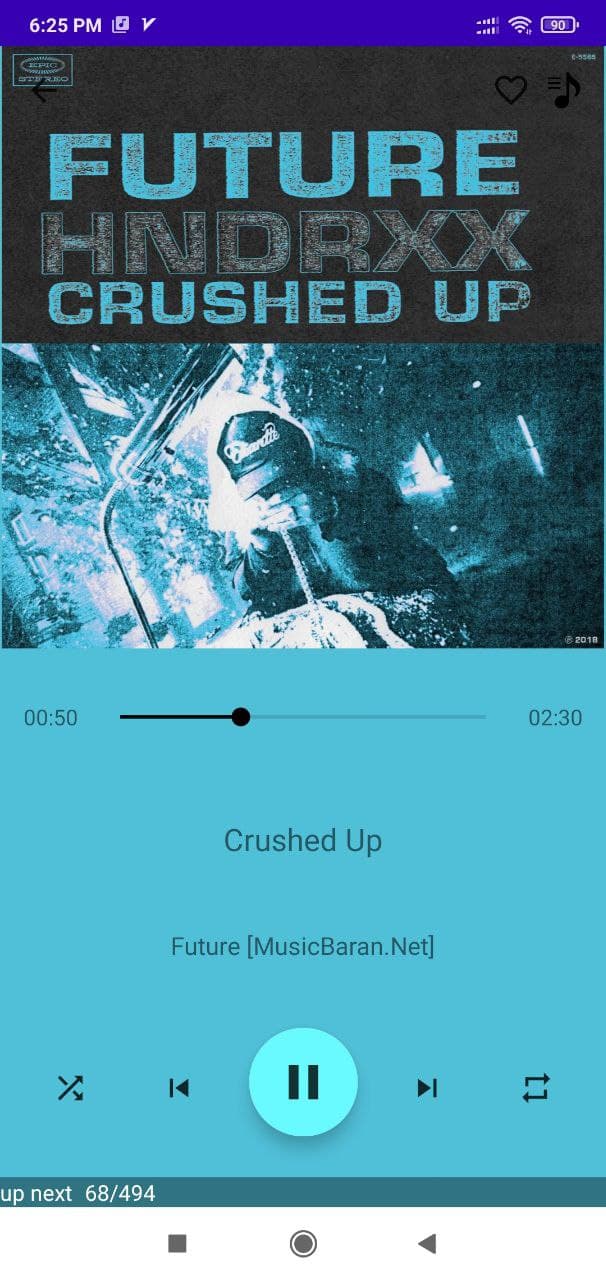 6:25 PM
90
EPIC
STEREO
FUTURE
HNDRXX
CRUSHED UP
Ⓟ 2018
00:50
02:30
Crushed Up
Future [MusicBaran.Net]
up next 68/494